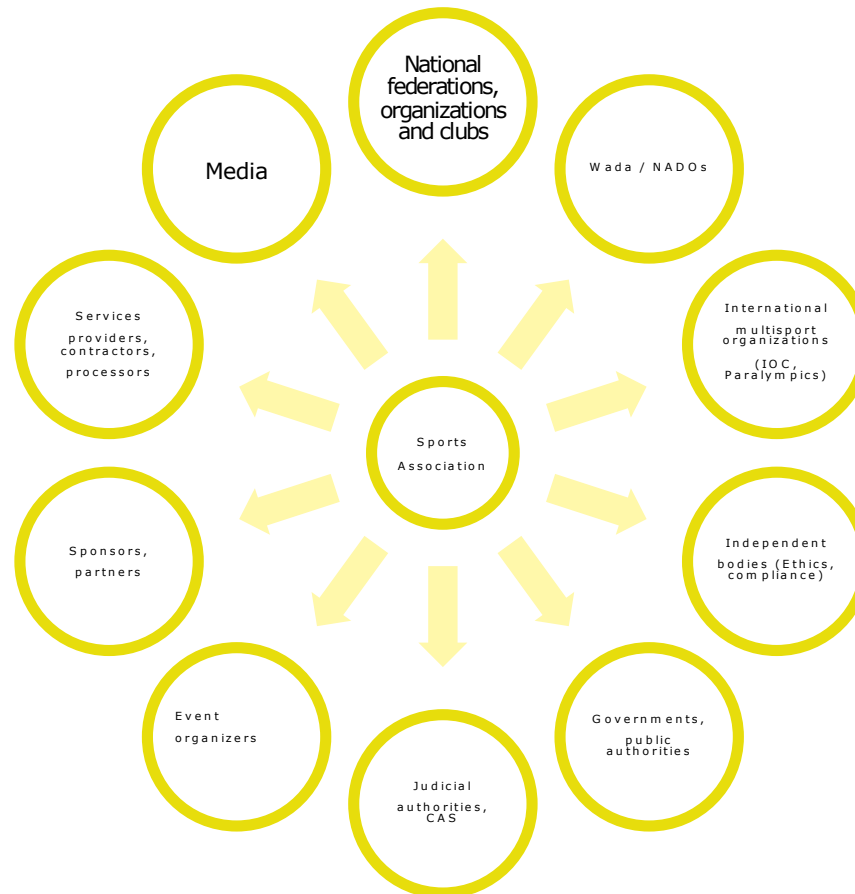 National
federations,
organizations
and clubs
Wada / NADOs
International
multisport
organizations
(IOC,
Paralympics)
Independent
bodies (Ethics,
compliance)
Governments,
public
authorities
Judicial
authorities,
CAS
Event
organizers
Sponsors,
partners
Services
providers,
contractors,
processors
Media
Sports
Association